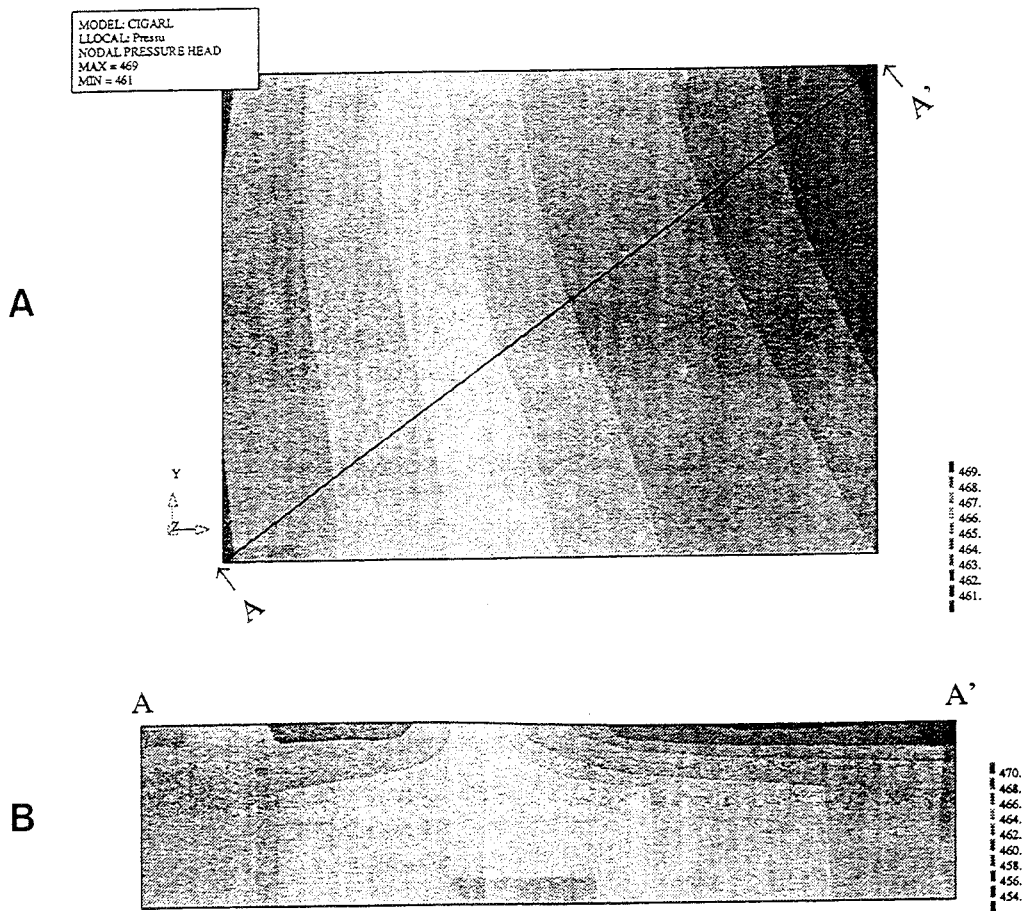 MODEL: CIGARL
LLOCAL: Pressu
NODAL PRESSURE HEAD
MAX = 469
MIN = 461
A'
A
Y
Z
469.
468.
467.
466.
465.
464.
463.
462.
461.
A
A
A'
B
470.
468.
466.
464.
462.
460.
458.
456.
454.